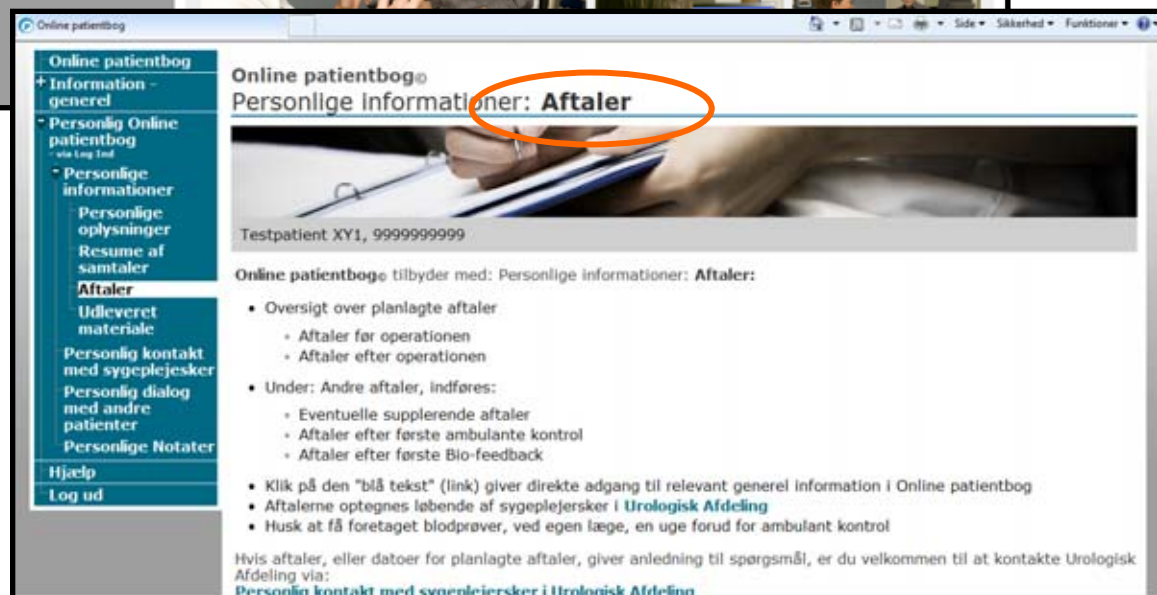 Online patientbog
Side
Sikkerhed
Funktioner
Online patientbog
+ Information -
generel
- Personlig Online
patientbog
- via Log Ind
- Personlige
informationer
Personlige
oplysninger
Resume af
samtaler
Aftaler
Udleveret
materiale
Personlig kontakt
med sygeplejesker
Personlig dialog
med andre
patienter
Personlige Notater
Hjælp
Log ud
Online patientbog©
Personlige informationer: Aftaler
Testpatient XY1, 9999999999
Online patientbog© tilbyder med: Personlige informationer: Aftaler:
• Oversigt over planlagte aftaler
◦ Aftaler før operationen
◦ Aftaler efter operationen
• Under: Andre aftaler, indføres:
◦ Eventuelle supplerende aftaler
◦ Aftaler efter første ambulante kontrol
◦ Aftaler efter første Bio-feedback
• Klik på den "blå tekst" (link) giver direkte adgang til relevant generel information i Online patientbog
• Aftalerne optegnes løbende af sygeplejersker i Urologisk Afdeling
• Husk at få foretaget blodprøver, ved egen læge, en uge forud for ambulant kontrol
Hvis aftaler, eller datoer for planlagte aftaler, giver anledning til spørgsmål, er du velkommen til at kontakte Urologisk
Afdeling via:
Personlig kontakt med sygeplejersker i Urologisk Afdeling